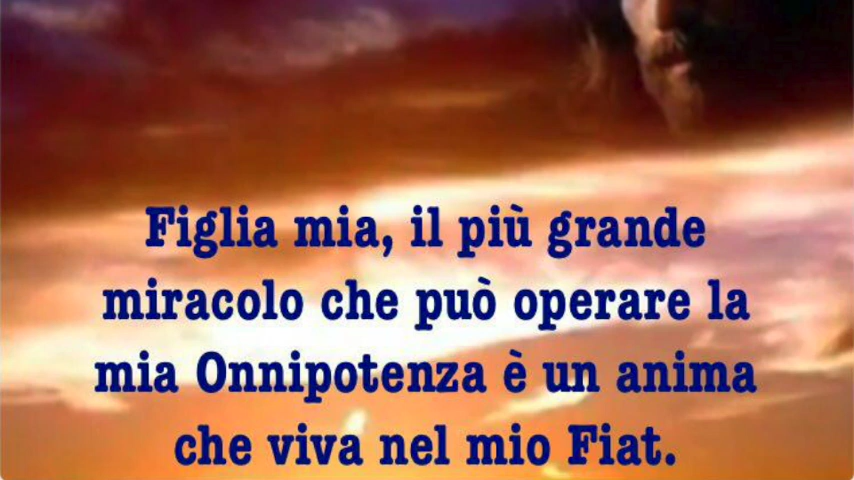 Figlia mia, il più grande
miracolo che può operare la
mia Onnipotenza è un anima
che viva nel mio Fiat.